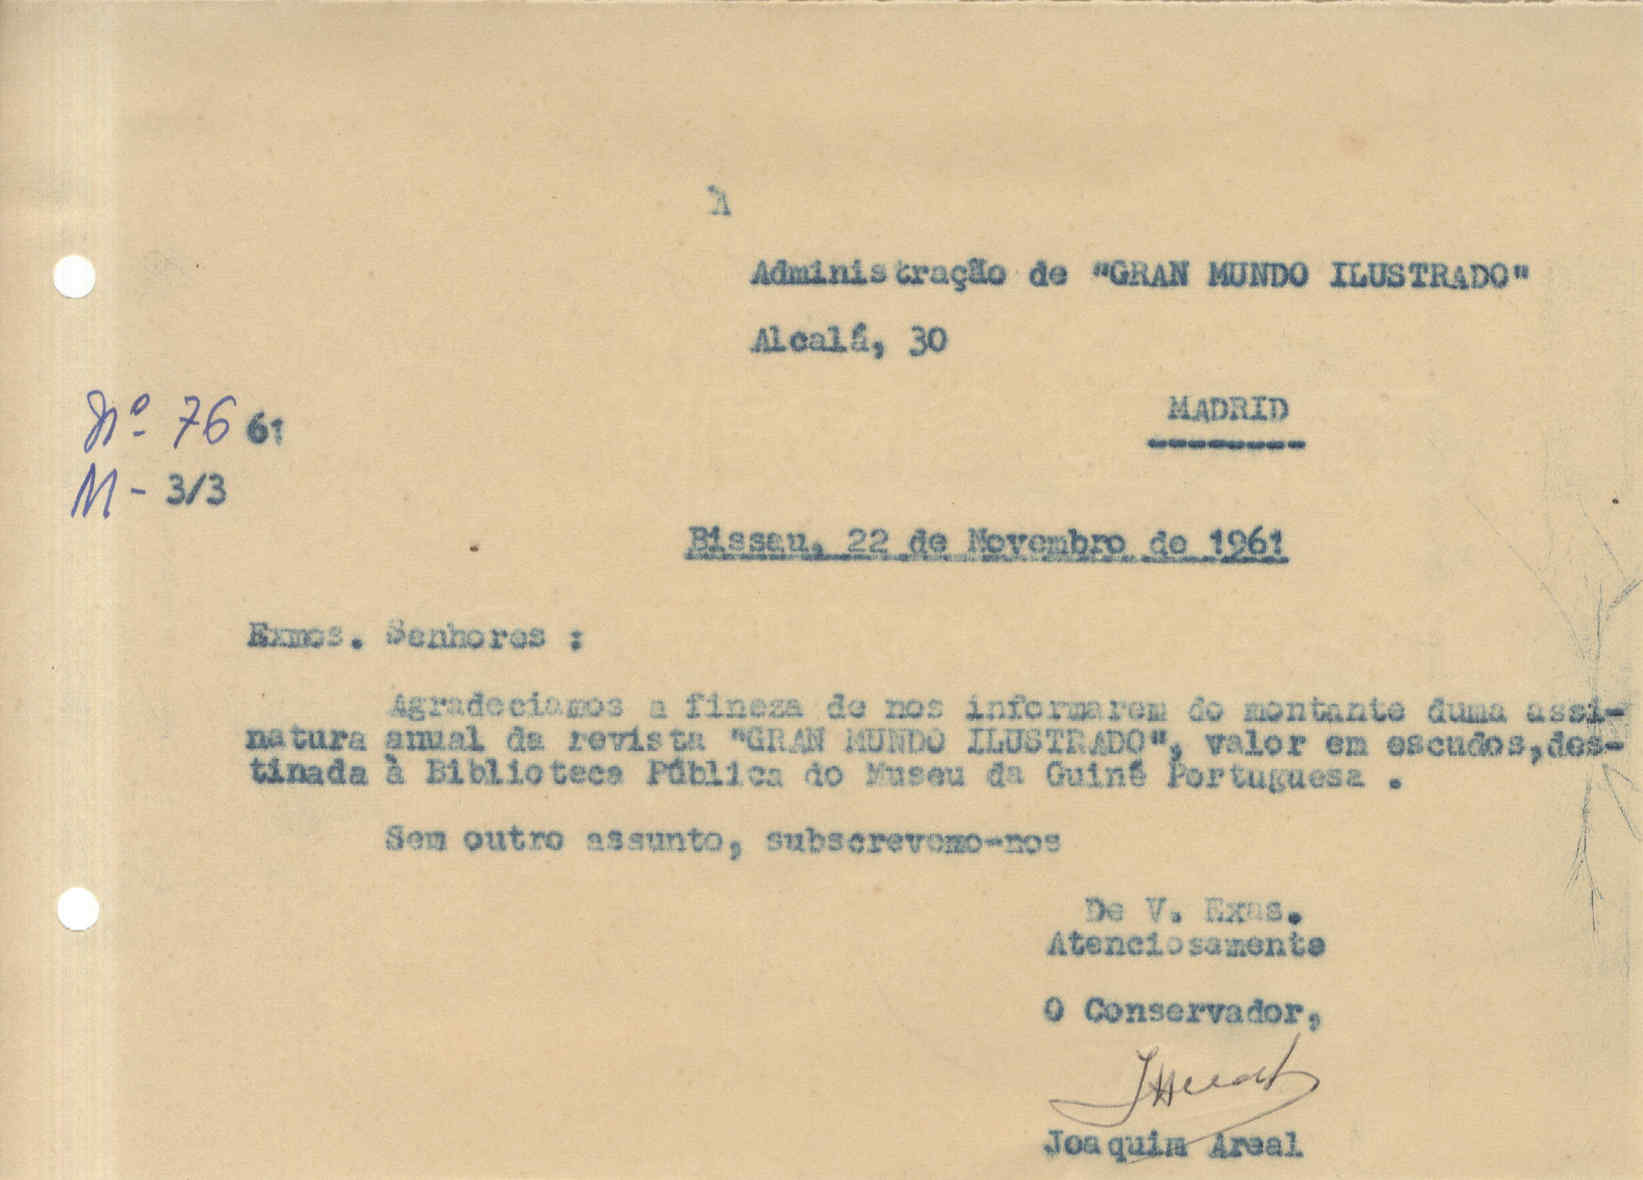 À
Administração de "GRAN MUNDO ILUSTRADO"
Alcalá, 30
MADRID
Nº 76 61
M - 3/3
Bissau, 22 de Novembro de 1961
Exmos. Senhores :
Agradeciamos a fineza de nos informarem do montante duma assi-
natura anual da revista "GRAN MUNDO ILUSTRADO", valor em escudos,des-
tinada à Biblioteca Pública do Museu da Guiné Portuguesa .
Sem outro assunto, subscrevemo-nos
De V. Exas.
Atenciosamente
O Conservador,
Joaquim Areal